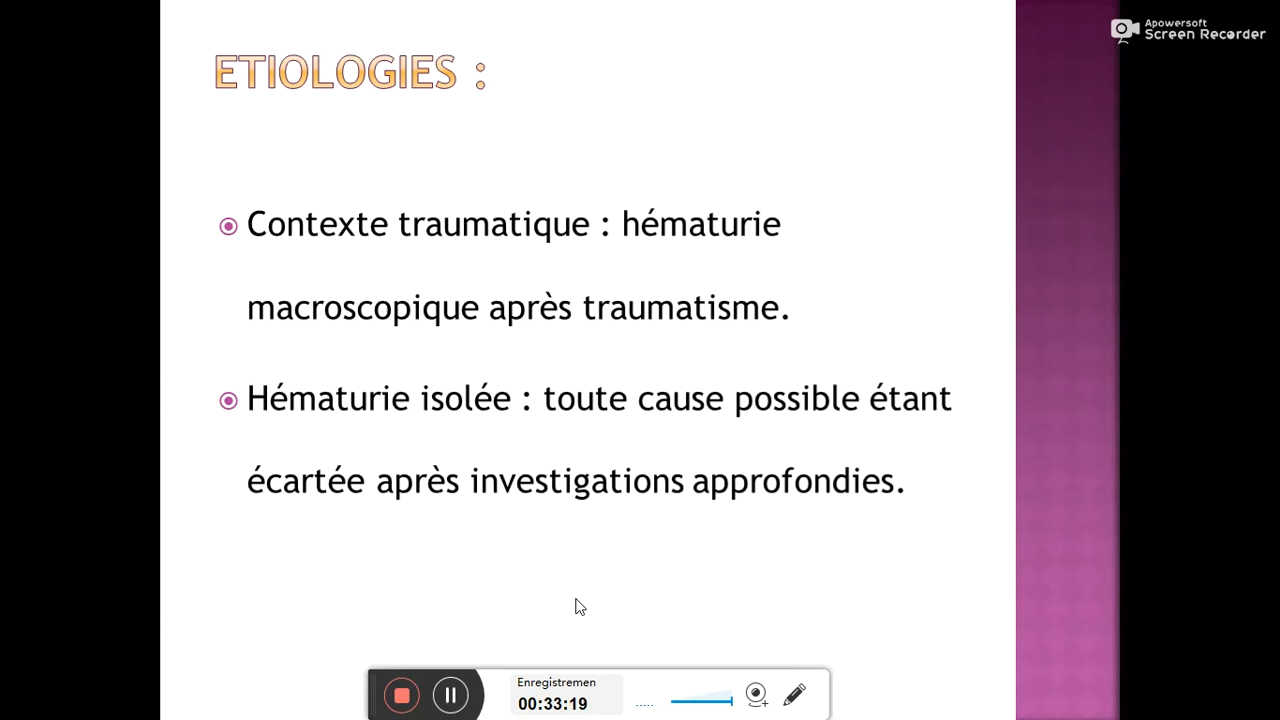 Apowersoft
Screen Recorder
ETIOLOGIES :
Contexte traumatique : hématurie
macroscopique après traumatisme.
Hématurie isolée : toute cause possible étant
écartée après investigations approfondies.
Enregistremen
00:33:19